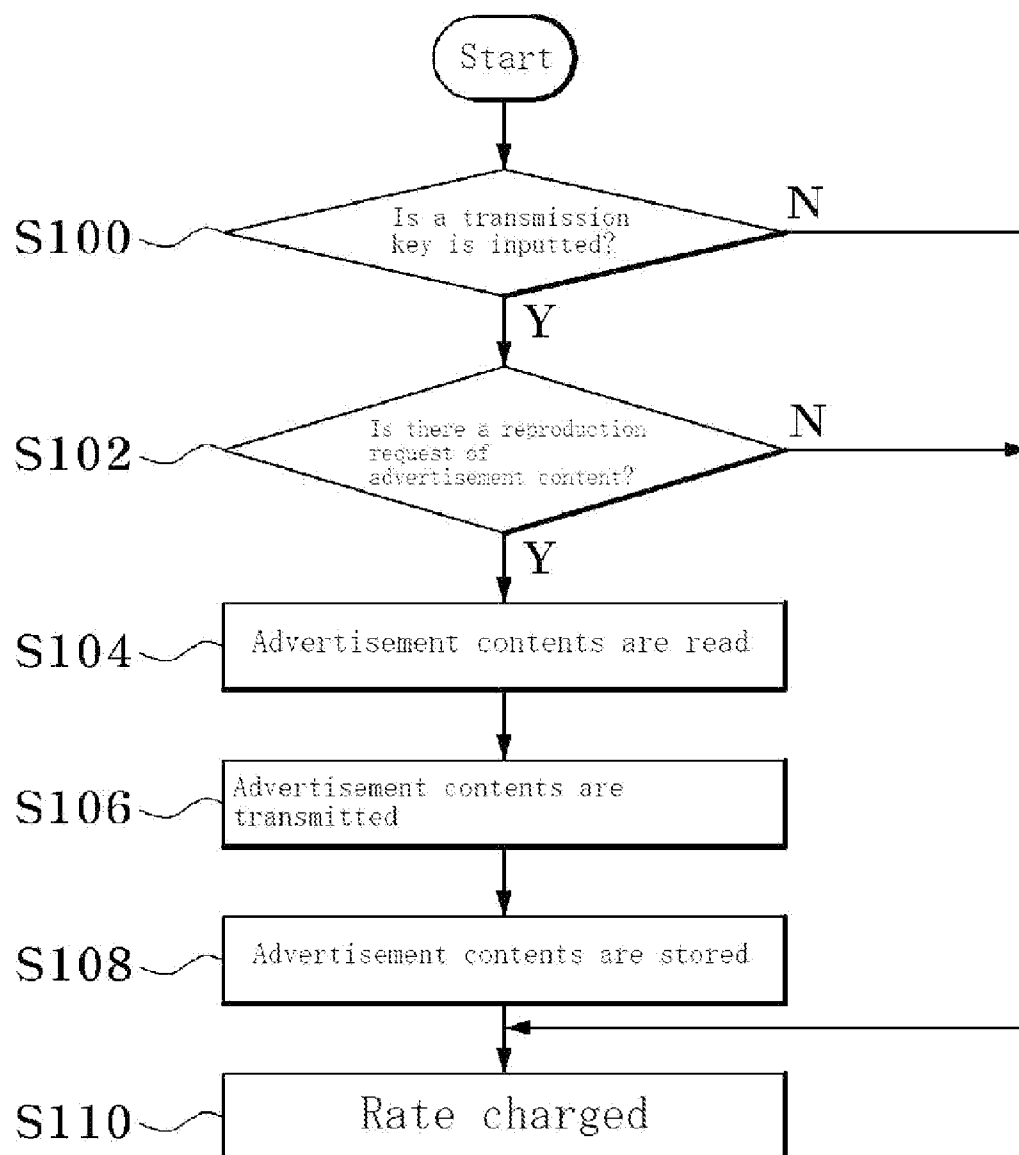 Start
Is a transmission
key is inputted?
N
S100
Y
Is there a reproduction
request of
advertisement content?
N
S102
Y
Advertisement contents are read
S104
Advertisement contents are
transmitted
S106
Advertisement contents are stored
S108
Rate charged
S110